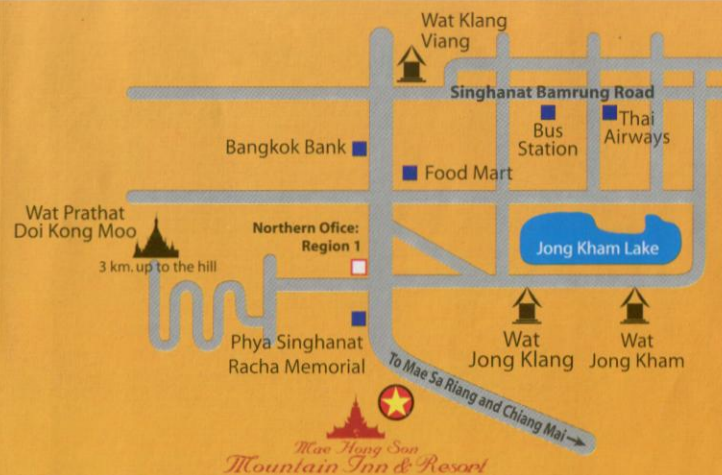 Wat Klang
Viang
Singhanat Bamrung Road
Bus
Station
Thai
Airways
Bangkok Bank
Food Mart
Wat Prathat
Doi Kong Moo
3 km. up to the hill
Northern Ofice:
Region 1
Jong Kham Lake
Phya Singhanat
Racha Memorial
Wat
Jong Klang
Wat
Jong Kham
To Mae Sa Riang and Chiang Mai
Mae Hong Son
Mountain Inn & Resort